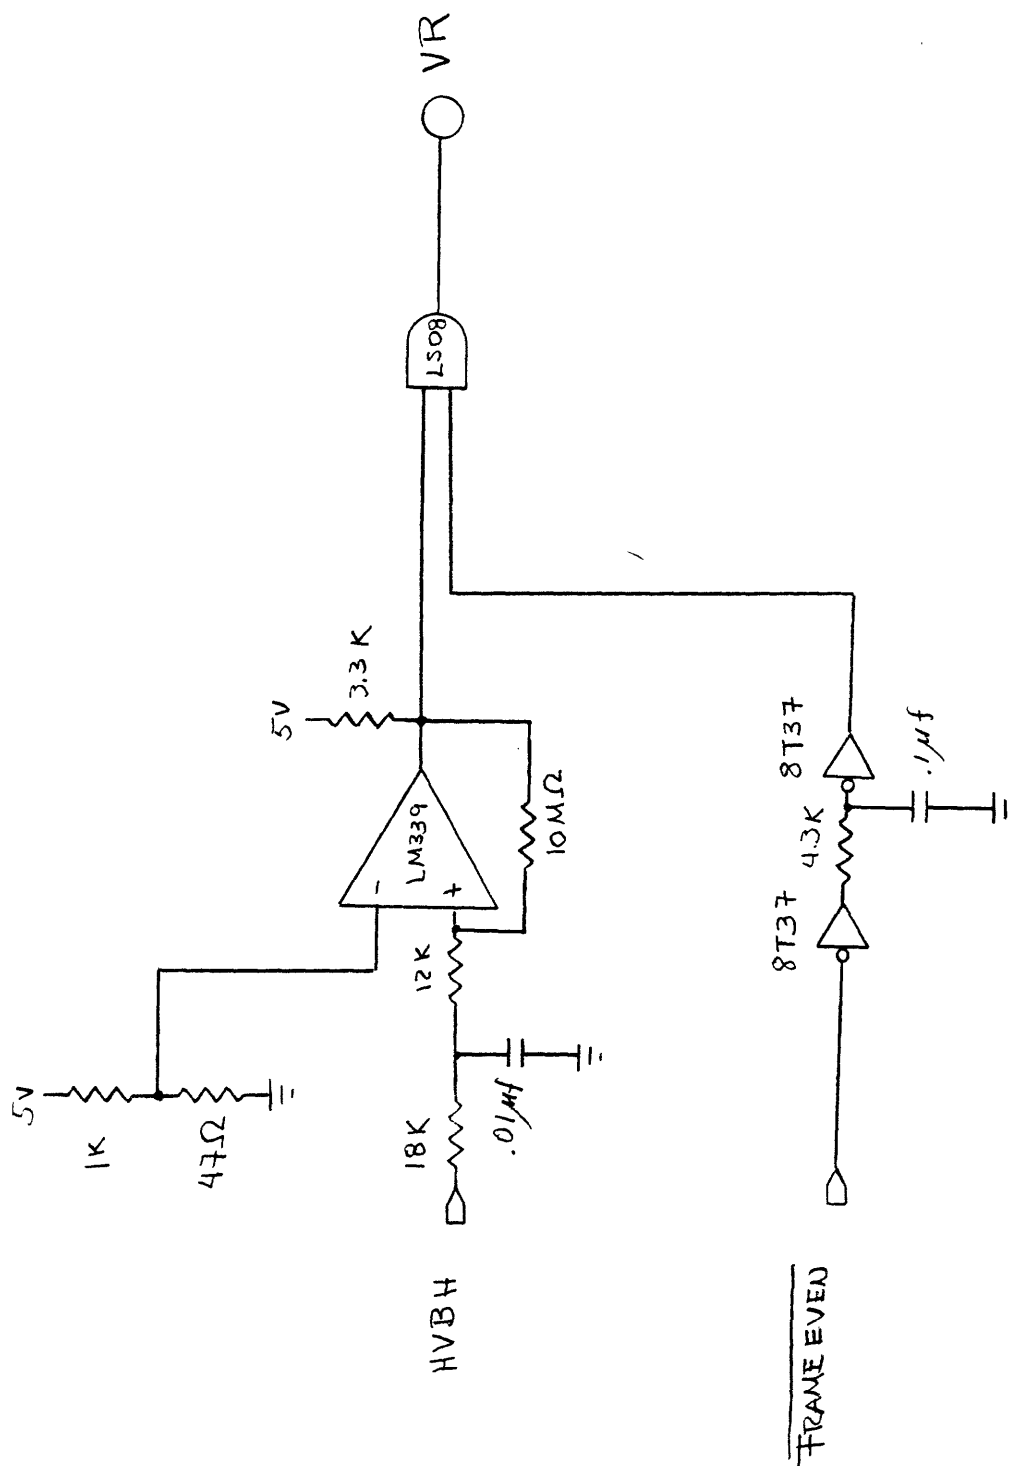 5V
1K
47Ω
5V
3.3 K
-
+
LM339
10MΩ
12K
18K
.01μf
HVBH
LS08
VR
8T37
4.3K
8T37
.1μf
FRAME EVEN